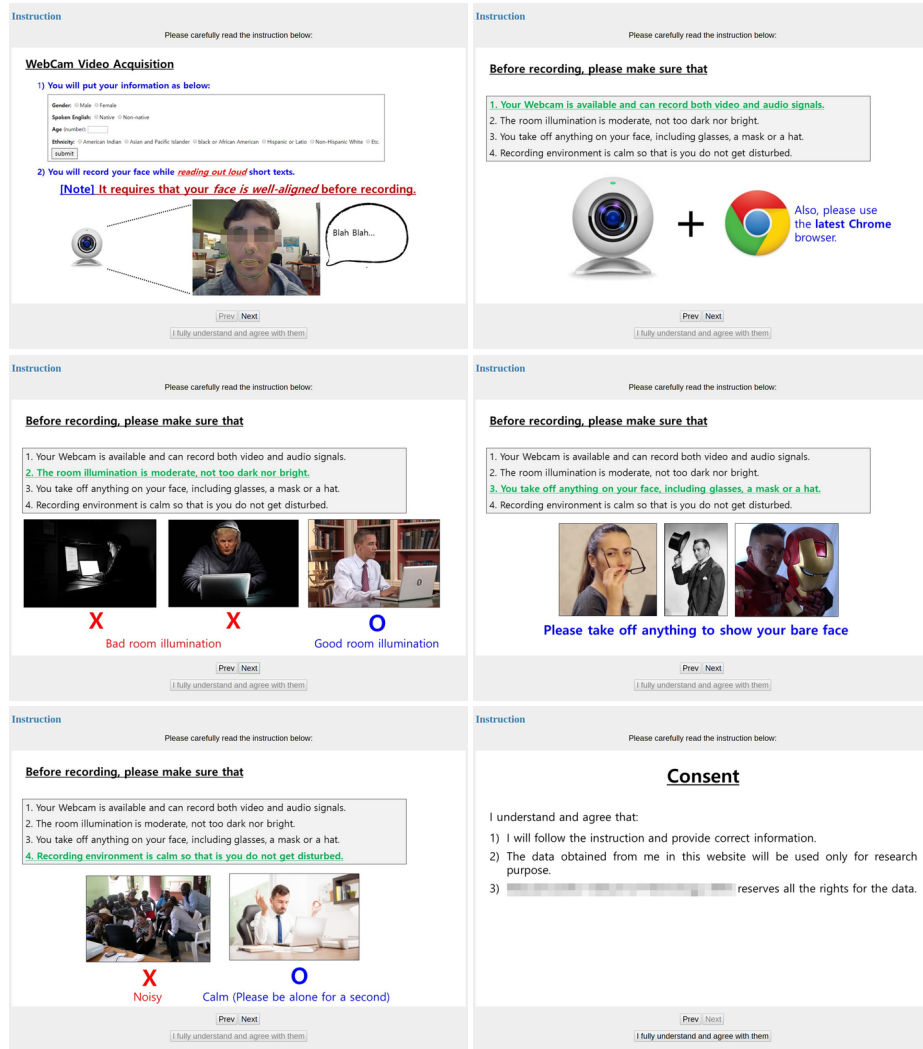 Instruction
Please carefully read the instruction below:
WebCam Video Acquisition
1) You will put your information as below:
Gender: Male Female
Spoken English: Native Non-native
Age (number):
Ethnicity: American Indian Asian and Pacific Islander black or African American Hispanic or Latio Non-Hispanic White Etc.
submit
2) You will record your face while reading out loud short texts.
[Note] It requires that your face is well-aligned before recording.
Blah Blah...
Prev Next
I fully understand and agree with them
Instruction
Please carefully read the instruction below:
Before recording, please make sure that
1. Your Webcam is available and can record both video and audio signals.
2. The room illumination is moderate, not too dark nor bright.
3. You take off anything on your face, including glasses, a mask or a hat.
4. Recording environment is calm so that is you do not get disturbed.
+
Also, please use
the latest Chrome
browser.
Prev Next
I fully understand and agree with them
Instruction
Please carefully read the instruction below:
Before recording, please make sure that
1. Your Webcam is available and can record both video and audio signals.
2. The room illumination is moderate, not too dark nor bright.
3. You take off anything on your face, including glasses, a mask or a hat.
4. Recording environment is calm so that is you do not get disturbed.
X X O
Bad room illumination Good room illumination
Prev Next
I fully understand and agree with them
Instruction
Please carefully read the instruction below:
Before recording, please make sure that
1. Your Webcam is available and can record both video and audio signals.
2. The room illumination is moderate, not too dark nor bright.
3. You take off anything on your face, including glasses, a mask or a hat.
4. Recording environment is calm so that is you do not get disturbed.
Please take off anything to show your bare face
Prev Next
I fully understand and agree with them
Instruction
Please carefully read the instruction below:
Before recording, please make sure that
1. Your Webcam is available and can record both video and audio signals.
2. The room illumination is moderate, not too dark nor bright.
3. You take off anything on your face, including glasses, a mask or a hat.
4. Recording environment is calm so that is you do not get disturbed.
X O
Noisy Calm (Please be alone for a second)
Prev Next
I fully understand and agree with them
Instruction
Please carefully read the instruction below:
Consent
I understand and agree that:
1) I will follow the instruction and provide correct information.
2) The data obtained from me in this website will be used only for research
purpose.
3) reserves all the rights for the data.
Prev Next
I fully understand and agree with them